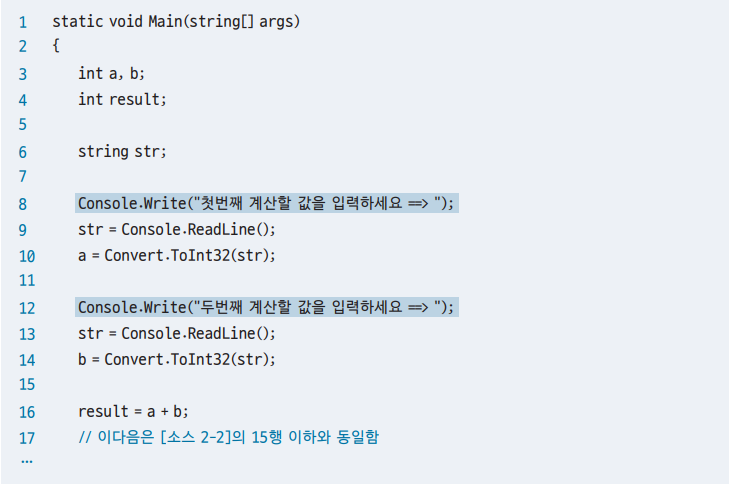 1 static void Main(string[] args)
2 {
3 int a, b;
4 int result;
5
6 string str;
7
8 Console.Write("첫번째 계산할 값을 입력하세요 ==> ");
9 str = Console.ReadLine();
10 a = Convert.ToInt32(str);
11
12 Console.Write("두번째 계산할 값을 입력하세요 ==> ");
13 str = Console.ReadLine();
14 b = Convert.ToInt32(str);
15
16 result = a + b;
17 // 이다음은 [소스 2-2]의 15행 이하와 동일함
…